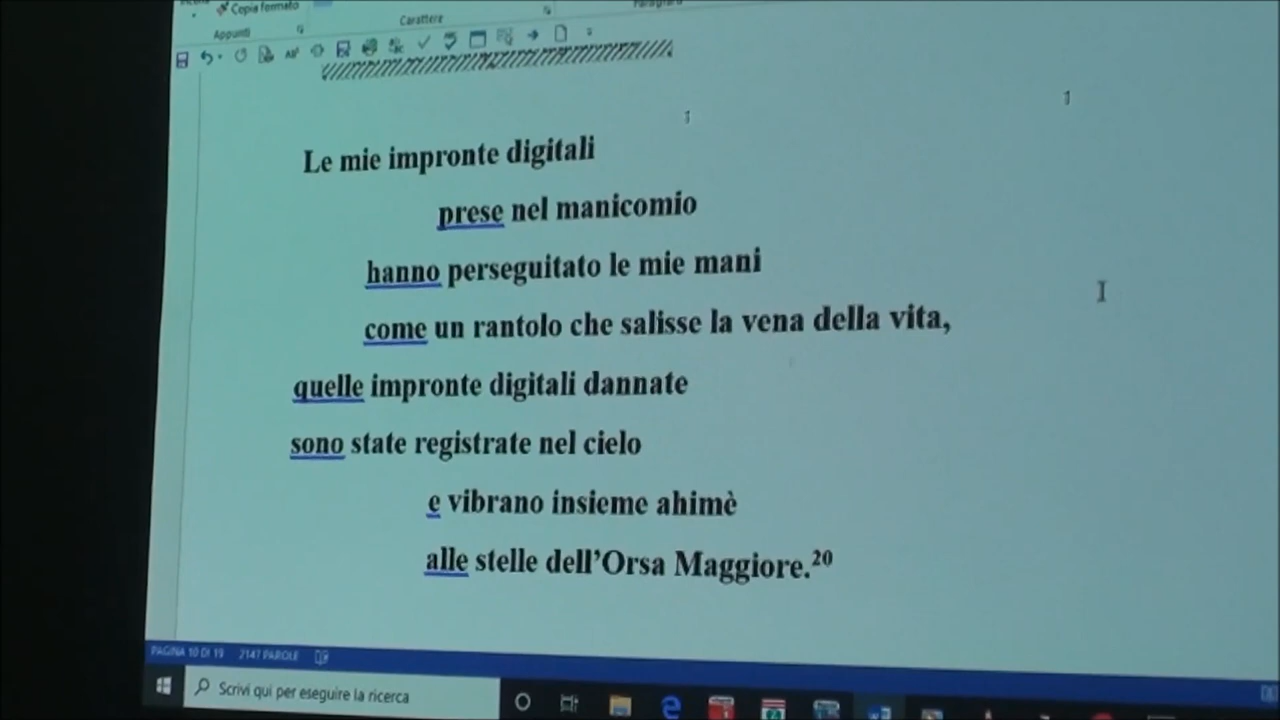 Copia formato
Appunti
Carattere
Le mie impronte digitali
prese nel manicomio
hanno perseguitato le mie mani
come un rantolo che salisse la vena della vita,
quelle impronte digitali dannate
sono state registrate nel cielo
e vibrano insieme ahimè
alle stelle dell’Orsa Maggiore.²⁰
PAGINA 10 DI 19 2147 PAROLE
Scrivi qui per eseguire la ricerca